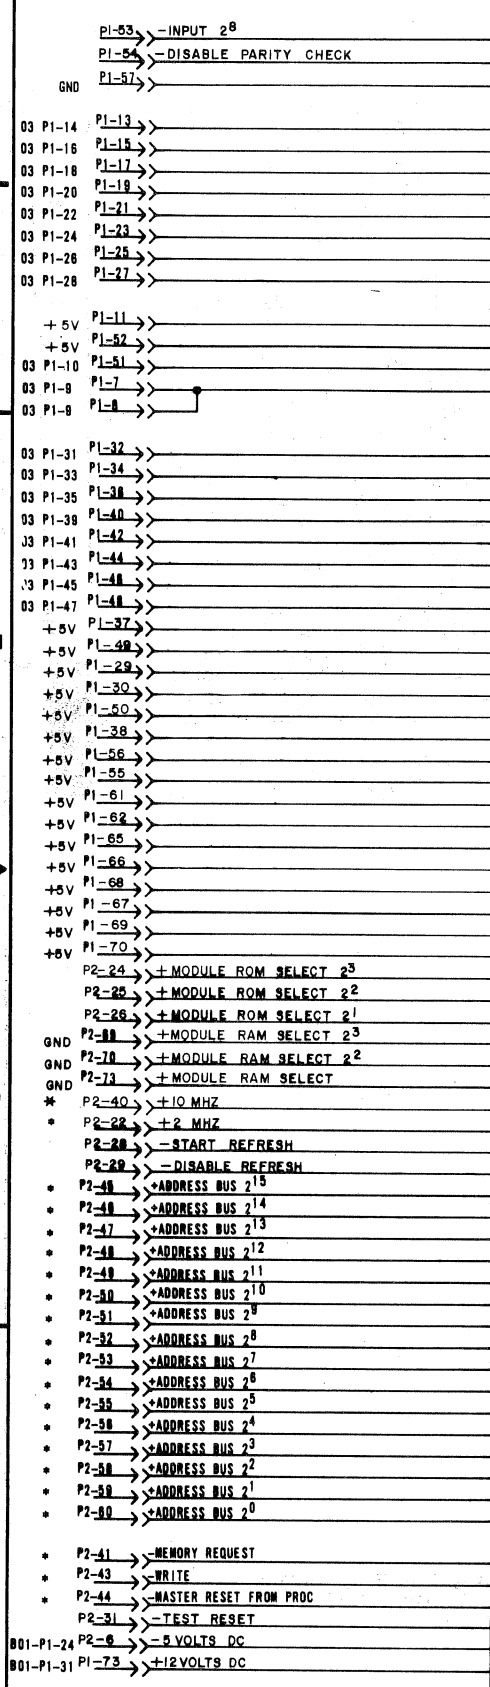 P1-53 -INPUT 2⁸
P1-54 -DISABLE PARITY CHECK
GND P1-57
03 P1-14 P1-13
03 P1-16 P1-15
03 P1-18 P1-17
03 P1-20 P1-19
03 P1-22 P1-21
03 P1-24 P1-23
03 P1-26 P1-25
03 P1-28 P1-27
+5V P1-11
+5V P1-52
03 P1-10 P1-51
03 P1-9 P1-7
03 P1-9 P1-8
03 P1-31 P1-32
03 P1-33 P1-34
03 P1-35 P1-36
03 P1-39 P1-40
03 P1-41 P1-42
03 P1-43 P1-44
03 P1-45 P1-46
03 P1-47 P1-48
+5V P1-37
+5V P1-49
+5V P1-29
+5V P1-30
+5V P1-50
+5V P1-38
+5V P1-56
+5V P1-55
+5V P1-61
+5V P1-62
+5V P1-65
+5V P1-66
+5V P1-68
+5V P1-67
+5V P1-69
+5V P1-70
P2-24 +MODULE ROM SELECT 2³
P2-25 +MODULE ROM SELECT 2²
P2-26 +MODULE ROM SELECT 2¹
GND P2-69 +MODULE RAM SELECT 2³
GND P2-70 +MODULE RAM SELECT 2²
GND P2-73 +MODULE RAM SELECT
* P2-40 +10 MHZ
* P2-22 +2 MHZ
P2-28 -START REFRESH
P2-29 -DISABLE REFRESH
* P2-45 +ADDRESS BUS 2¹⁵
* P2-46 +ADDRESS BUS 2¹⁴
* P2-47 +ADDRESS BUS 2¹³
* P2-48 +ADDRESS BUS 2¹²
* P2-49 +ADDRESS BUS 2¹¹
* P2-50 +ADDRESS BUS 2¹⁰
* P2-51 +ADDRESS BUS 2⁹
* P2-52 +ADDRESS BUS 2⁸
* P2-53 +ADDRESS BUS 2⁷
* P2-54 +ADDRESS BUS 2⁶
* P2-55 +ADDRESS BUS 2⁵
* P2-56 +ADDRESS BUS 2⁴
* P2-57 +ADDRESS BUS 2³
* P2-58 +ADDRESS BUS 2²
* P2-59 +ADDRESS BUS 2¹
* P2-60 +ADDRESS BUS 2⁰
* P2-41 -MEMORY REQUEST
* P2-43 -WRITE
* P2-44 -MASTER RESET FROM PROC
P2-31 -TEST RESET
B01-P1-24 P2-6 -5 VOLTS DC
B01-P1-31 P1-73 +12 VOLTS DC